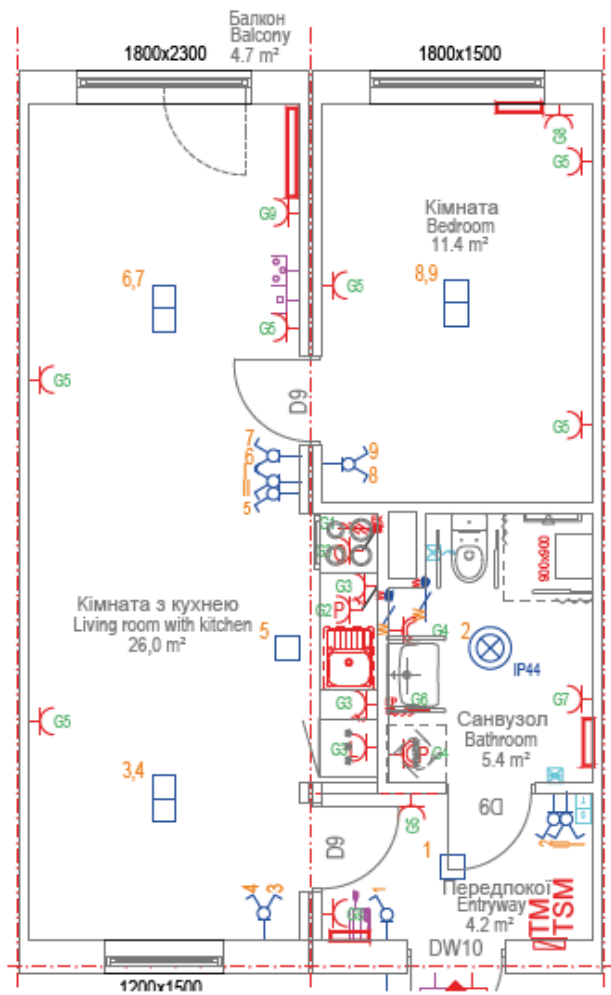 Балкон
Balcony
4.7 m²
1800x2300
1800x1500
G8
G5
G9
Кімната
Bedroom
11.4 m²
6,7
8,9
G5
G5
G5
D9
G5
7
6
5
9
8
G1
G3
G2
P
900x900
Кімната з кухнею
Living room with kitchen
26,0 m²
5
G4
2
IP44
G3
G6
G7
G5
G3
P
G4
Санвузол
Bathroom
5.4 m²
3,4
G5
D9
D9
2
1
1
4
3
Передпокої
Entryway
4.2 m²
TM
TSM
DW10
1200x1500